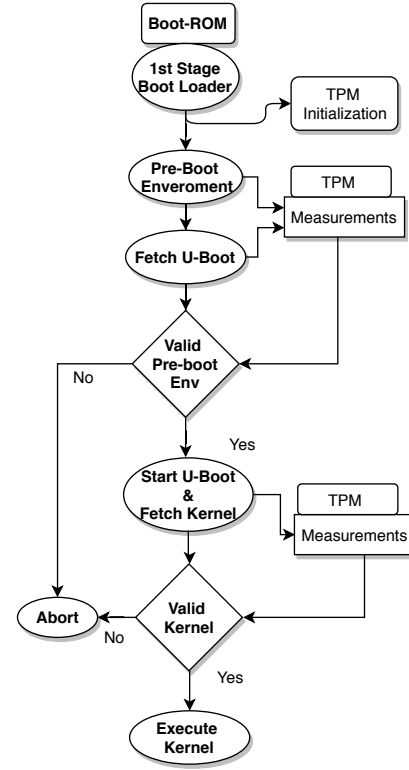 Boot-ROM
1st Stage
Boot Loader
TPM
Initialization
Pre-Boot
Enveroment
TPM
Measurements
Fetch U-Boot
Valid
Pre-boot
Env
No
Yes
Start U-Boot
&
Fetch Kernel
TPM
Measurements
Valid
Kernel
Abort
No
Yes
Execute
Kernel